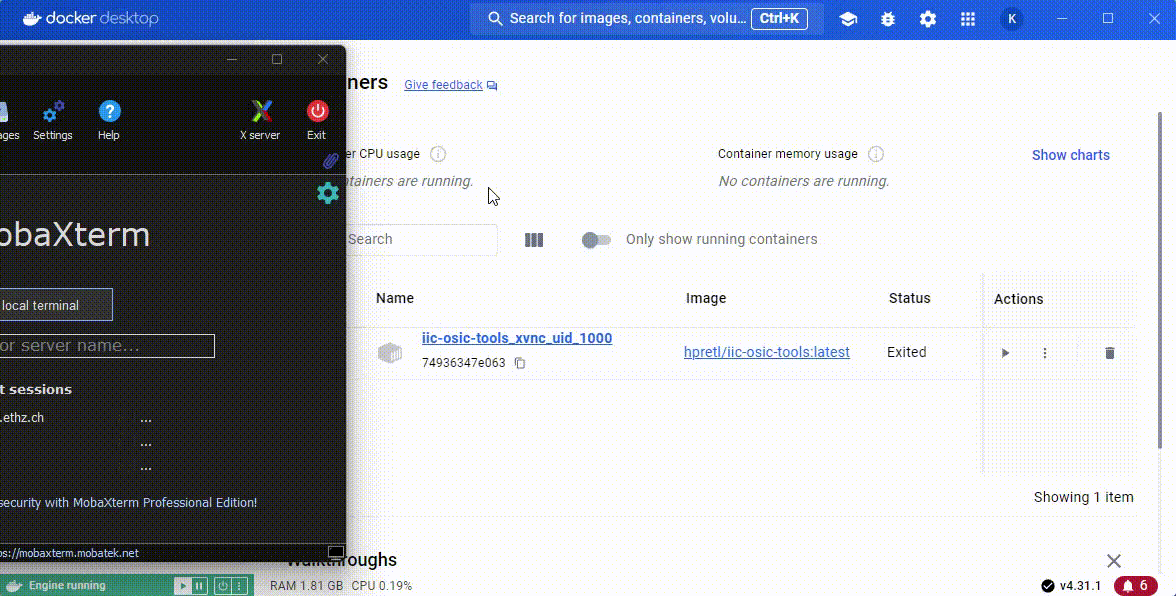 docker desktop
Search for images, containers, volu... Ctrl+K
K
ners Give feedback
ages Settings Help X server Exit
er CPU usage
ntainers are running.
Container memory usage
No containers are running.
Show charts
obaXterm
Search
Only show running containers
local terminal
or server name...
Name Image Status Actions
iic-osic-tools_xvnc_uid_1000
74936347e063
hpretl/iic-osic-tools:latest
Exited
t sessions
.ethz.ch ...
...
...
security with MobaXterm Professional Edition!
Showing 1 item
ps://mobaxterm.mobatek.net
Walkthroughs
Engine running
RAM 1.81 GB CPU 0.19%
v4.31.1
6